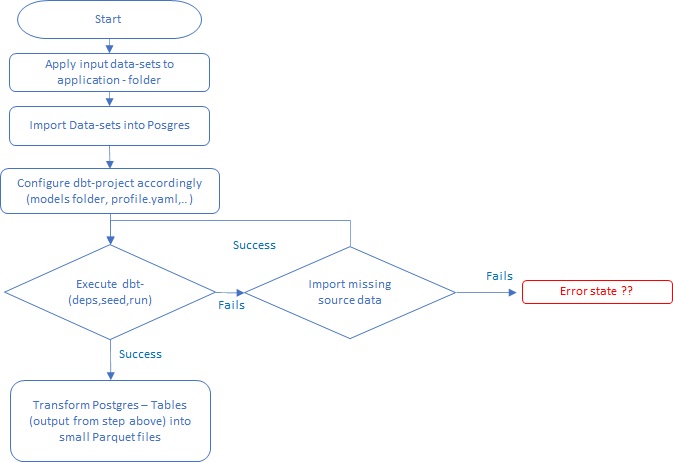 Start
Apply input data-sets to
application - folder
Import Data-sets into Posgres
Configure dbt-project accordingly
(models folder, profile.yaml,.. )
Success
Execute dbt-
(deps,seed,run)
Fails
Import missing
source data
Fails
Error state ??
Success
Transform Postgres – Tables
(output from step above) into
small Parquet files